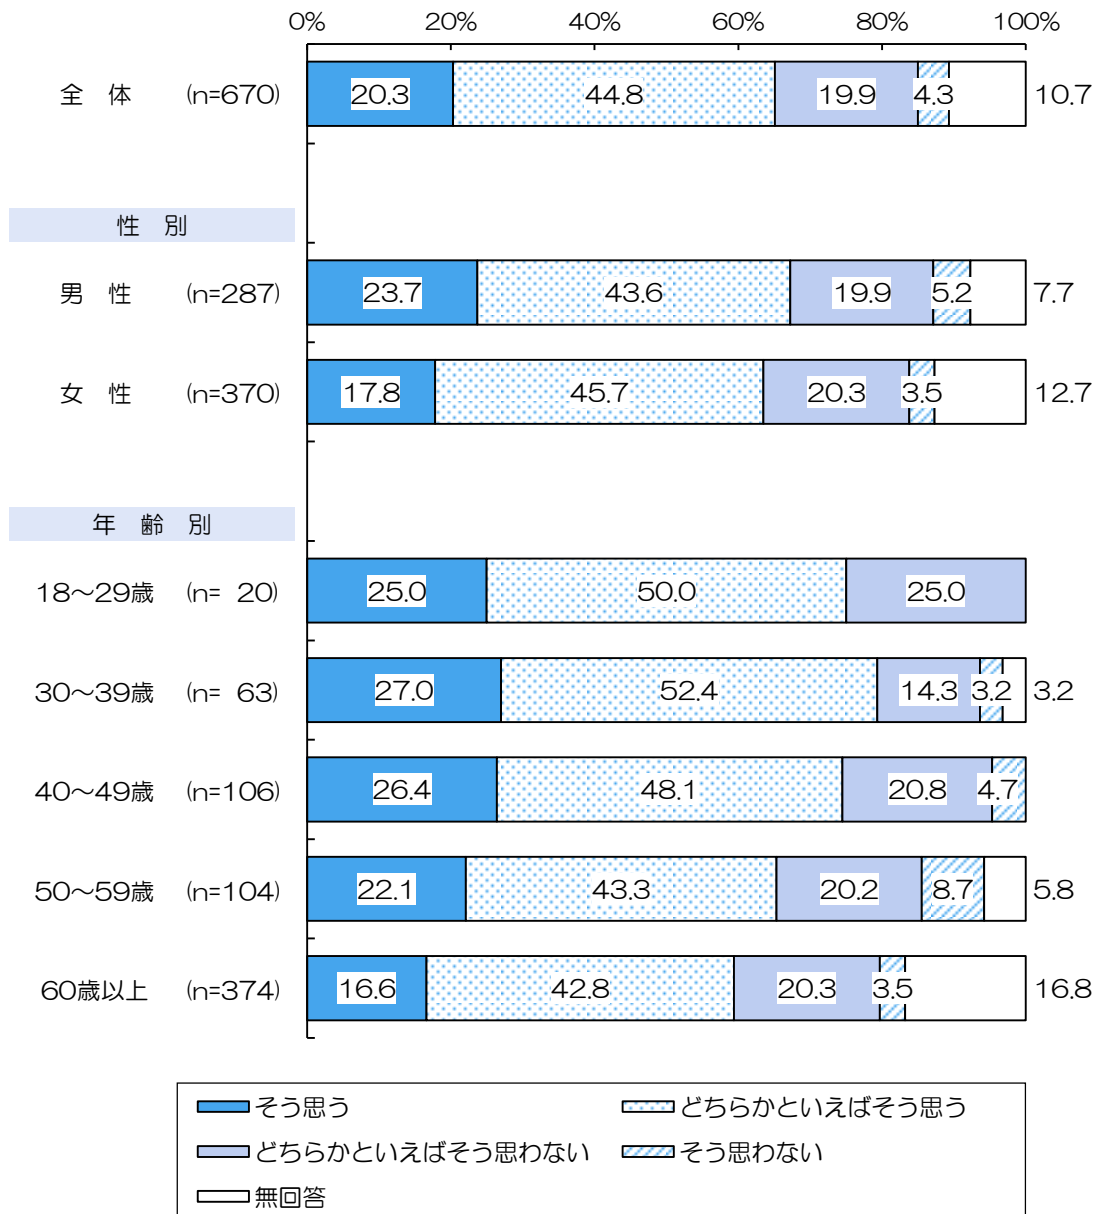 0% 20% 40% 60% 80% 100%
全 体 (n=670) 20.3 44.8 19.9 4.3 10.7
性 別
男 性 (n=287) 23.7 43.6 19.9 5.2 7.7
女 性 (n=370) 17.8 45.7 20.3 3.5 12.7
年 齢 別
18～29歳 (n= 20) 25.0 50.0 25.0
30～39歳 (n= 63) 27.0 52.4 14.3 3.2 3.2
40～49歳 (n=106) 26.4 48.1 20.8 4.7
50～59歳 (n=104) 22.1 43.3 20.2 8.7 5.8
60歳以上 (n=374) 16.6 42.8 20.3 3.5 16.8
そう思う どちらかといえばそう思う
どちらかといえばそう思わない そう思わない
無回答